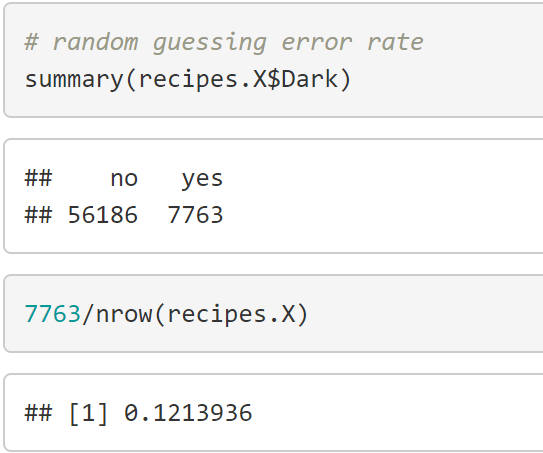 # random guessing error rate
summary(recipes.X$Dark)
##    no   yes
## 56186  7763
7763/nrow(recipes.X)
## [1] 0.1213936